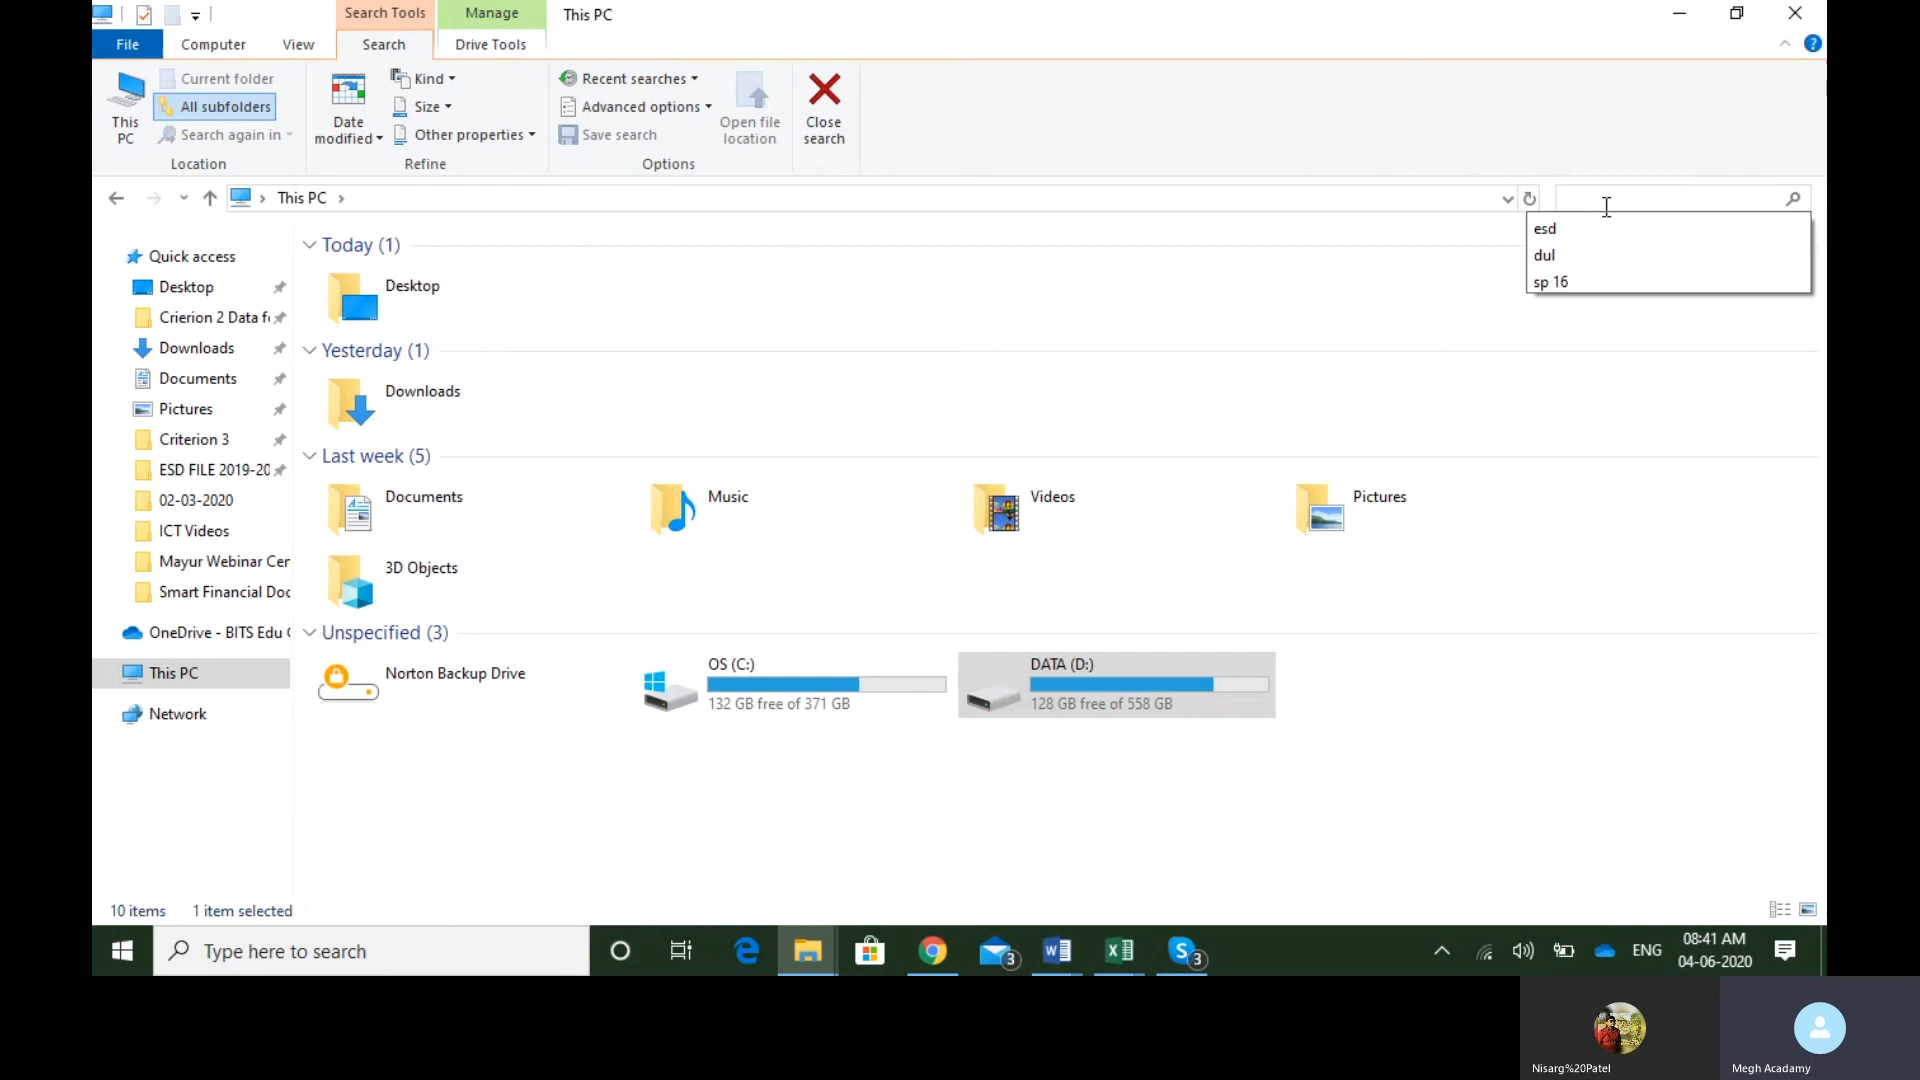 Search Tools Manage This PC
File Computer View Search Drive Tools
This PC
Current folder
All subfolders
Search again in
Location
Date modified
Kind
Size
Other properties
Refine
Recent searches
Advanced options
Save search
Open file location
Options
Close search
This PC
esd
dul
sp 16
Quick access
Desktop
Crierion 2 Data f
Downloads
Documents
Pictures
Criterion 3
ESD FILE 2019-20
02-03-2020
ICT Videos
Mayur Webinar Cer
Smart Financial Doc
OneDrive - BITS Edu
This PC
Network
Today (1)
Desktop
Yesterday (1)
Downloads
Last week (5)
Documents Music Videos Pictures
3D Objects
Unspecified (3)
Norton Backup Drive
OS (C:)
132 GB free of 371 GB
DATA (D:)
128 GB free of 558 GB
10 items 1 item selected
Type here to search
3
3
ENG
08:41 AM
04-06-2020
Nisarg%20Patel Megh Acadamy